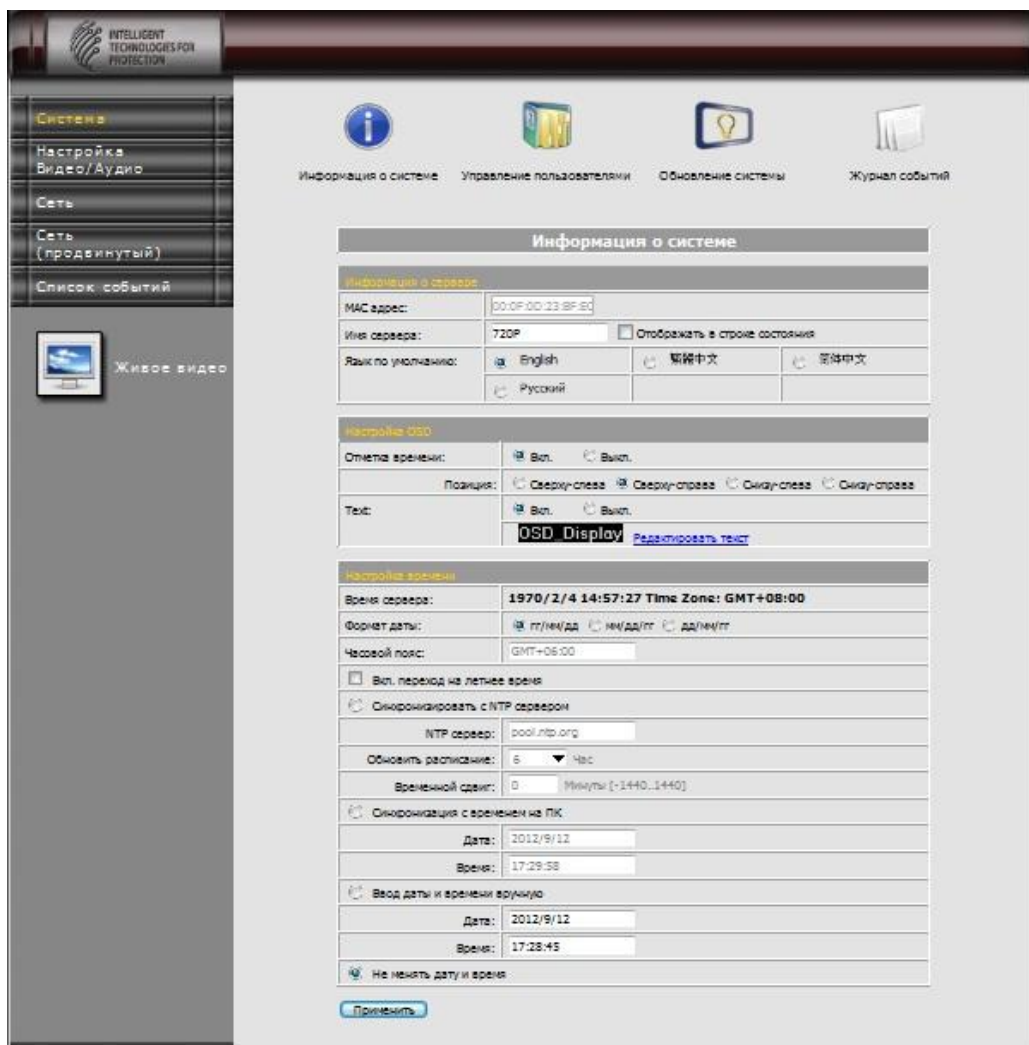 INTELLIGENT
TECHNOLOGIES FOR
PROTECTION
Система
Настройка
Видео/Аудио
Сеть
Сеть
(продвинутый)
Список событий
Живое видео
Информация о системе Управление пользователями Обновление системы Журнал событий
Информация о системе
Информация о сервере
MAC адрес: 00:0F:0D:23:BF:E0
Имя сервера: 720P Отображать в строке состояния
Язык по умолчанию: English 繁體中文 简体中文
Русский
Настройка OSD
Отметка времени: Вкл. Выкл.
Позиция: Сверху-слева Сверху-справа Снизу-слева Снизу-справа
Text: Вкл. Выкл.
OSD_Display Редактировать текст
Настройка времени
Время сервера: 1970/2/4 14:57:27 Time Zone: GMT+08:00
Формат даты: гг/мм/дд мм/дд/гг дд/мм/гг
Часовой пояс: GMT+06:00
Вкл. переход на летнее время
Синхронизировать с NTP сервером
NTP сервер: pool.ntp.org
Обновить расписание: 6 Час
Временной сдвиг: 0 Минуты [-1440..1440]
Синхронизация с временем на ПК
Дата: 2012/9/12
Время: 17:29:58
Ввод даты и времени вручную
Дата: 2012/9/12
Время: 17:28:45
Не менять дату и время
Применить